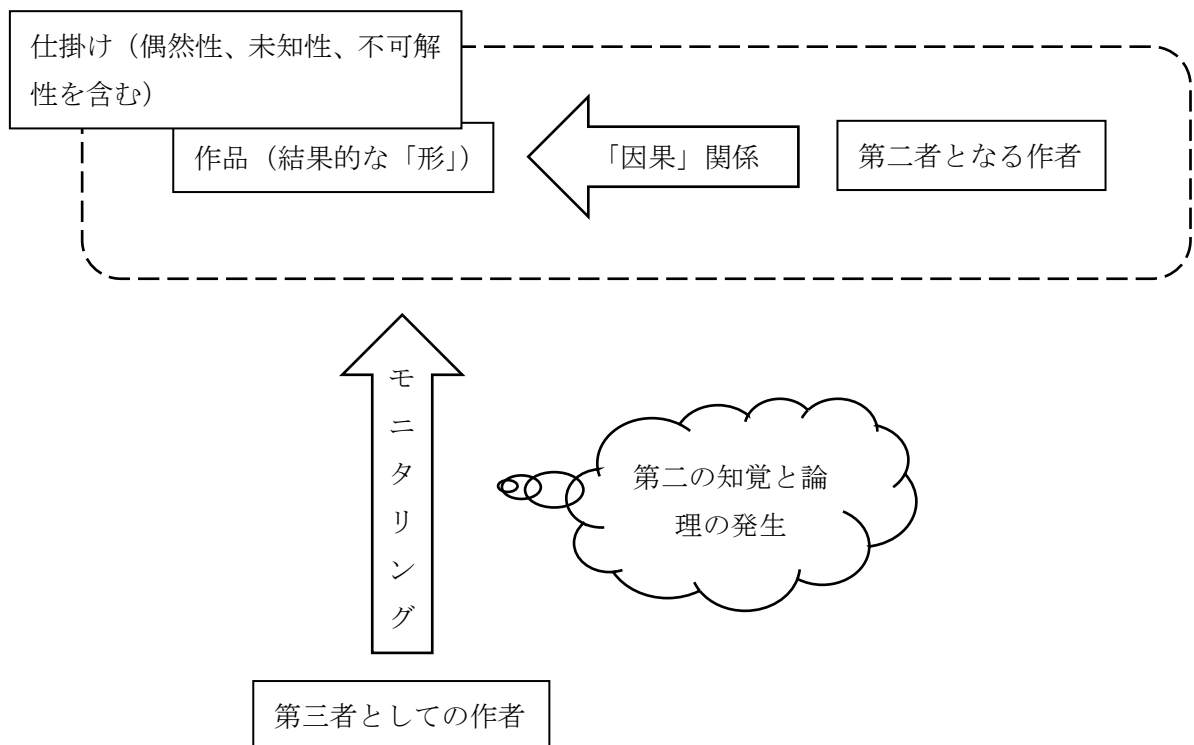 仕掛け（偶然性、未知性、不可解
性を含む）
作品（結果的な「形」）
「因果」関係
第二者となる作者
モニタリング
第二の知覚と論
理の発生
第三者としての作者